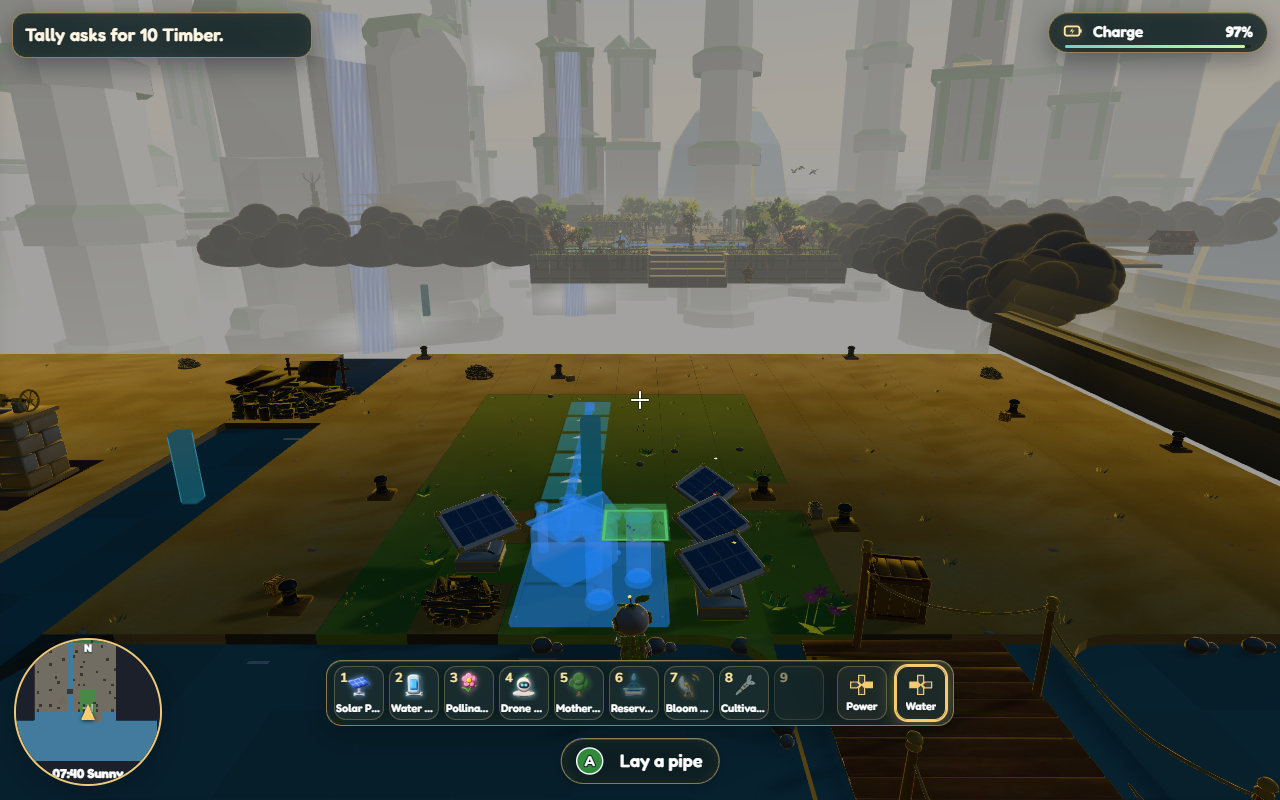 Tally asks for 10 Timber.
Charge 97%
N
07:40 Sunny
1 Solar P...
2 Water ...
3 Pollina...
4 Drone ...
5 Mother...
6 Reserv...
7 Bloom ...
8 Cultiva...
9
Power
Water
A Lay a pipe